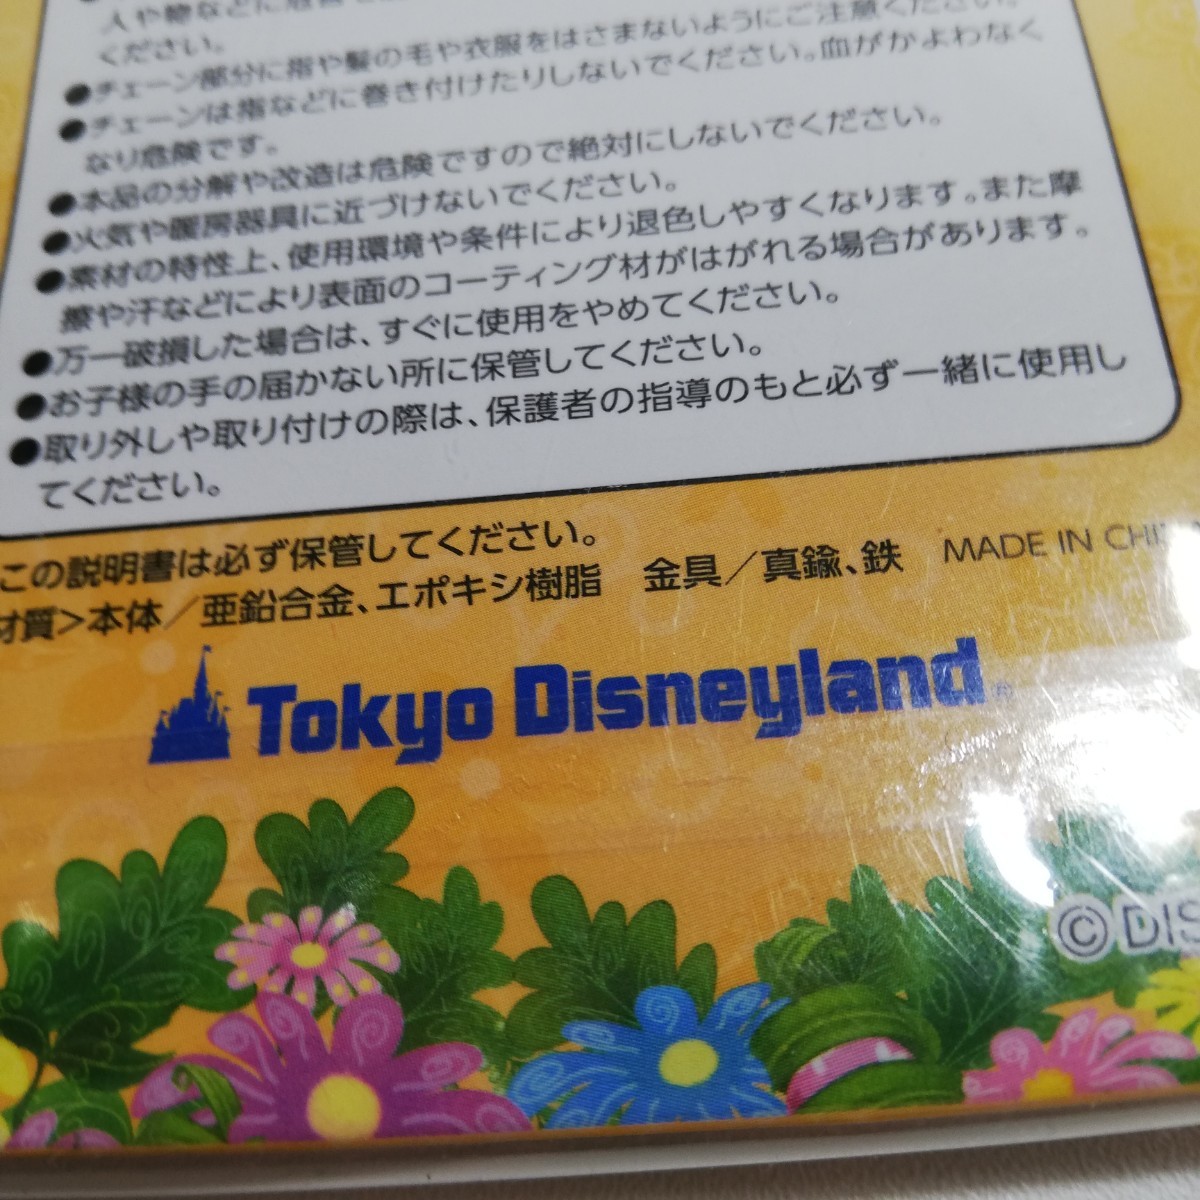 ください。
●チェーン部分に指や髪の毛や衣服をはさまないようにご注意ください。
●チェーンは指などに巻き付けたりしないでください。血がかよわなく
なり危険です。
●本品の分解や改造は危険ですので絶対にしないでください。
●火気や暖房器具に近づけないでください。
●素材の特性上、使用環境や条件により退色しやすくなります。また摩
擦や汗などにより表面のコーティング材がはがれる場合があります。
●万一破損した場合は、すぐに使用をやめてください。
●お子様の手の届かない所に保管してください。
●取り外しや取り付けの際は、保護者の指導のもと必ず一緒に使用し
てください。
この説明書は必ず保管してください。
材質＞本体／亜鉛合金、エポキシ樹脂　金具／真鍮、鉄　MADE IN CHI
Tokyo Disneyland®
©DIS